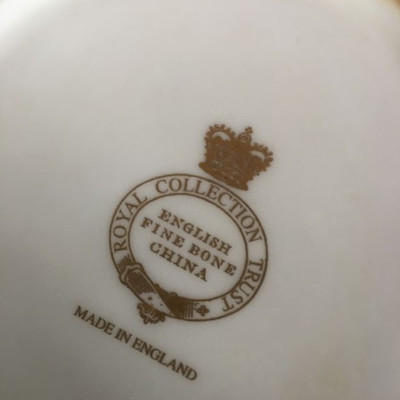 ROYAL COLLECTION TRUST
ENGLISH
FINE BONE
CHINA
MADE IN ENGLAND